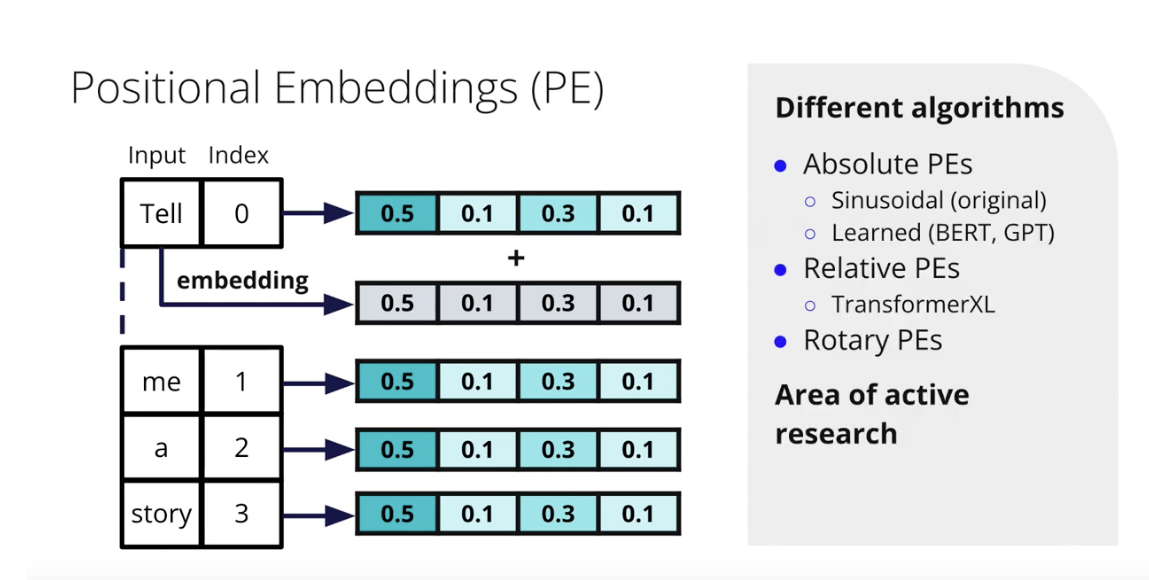 Positional Embeddings (PE)
Input Index
Tell 0 0.5 0.1 0.3 0.1
+
embedding
0.5 0.1 0.3 0.1
me 1 0.5 0.1 0.3 0.1
a 2 0.5 0.1 0.3 0.1
story 3 0.5 0.1 0.3 0.1
Different algorithms
Absolute PEs
Sinusoidal (original)
Learned (BERT, GPT)
Relative PEs
TransformerXL
Rotary PEs
Area of active
research